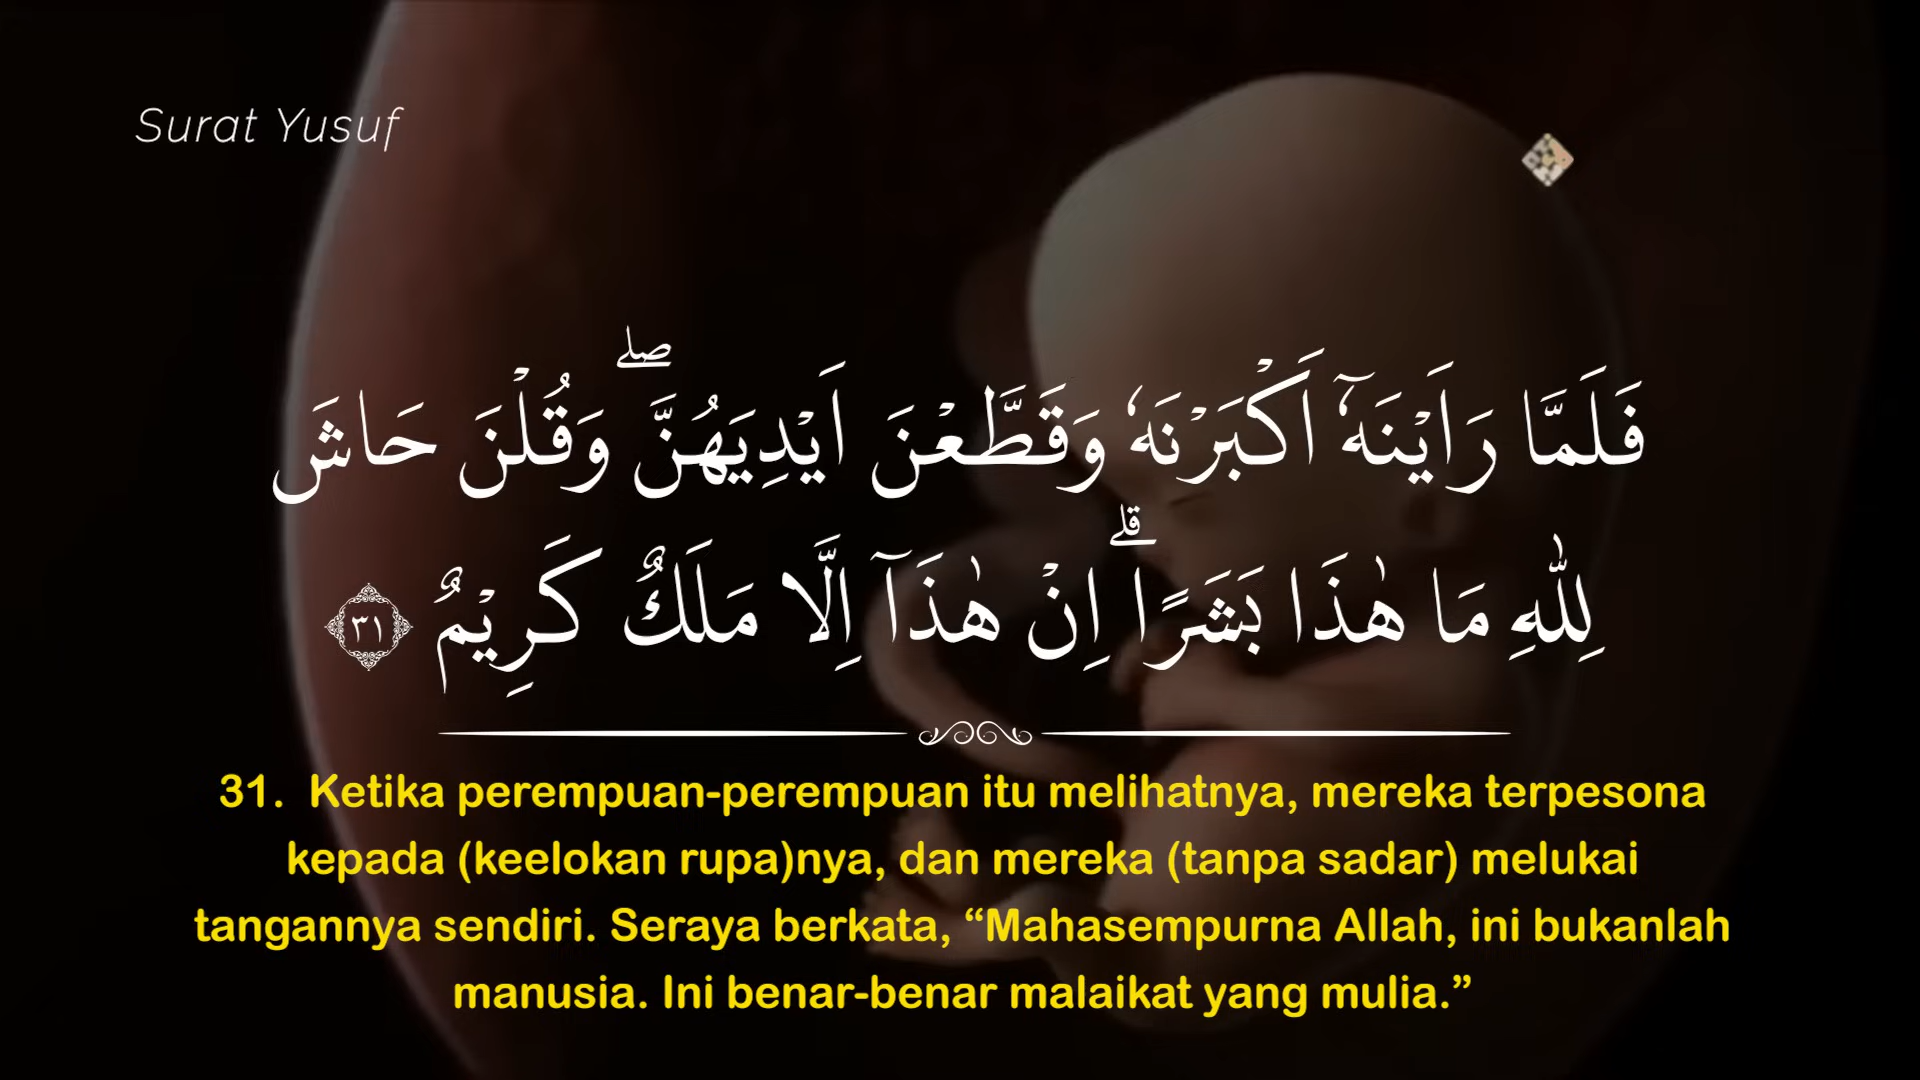 Surat Yusuf
فَلَمَّا رَاَيْنَهٗٓ اَكْبَرْنَهٗ وَقَطَّعْنَ اَيْدِيَهُنَّۖ وَقُلْنَ حَاشَ
لِلّٰهِ مَا هٰذَا بَشَرًاۗ اِنْ هٰذَآ اِلَّا مَلَكٌ كَرِيْمٌ ٣١
31. Ketika perempuan-perempuan itu melihatnya, mereka terpesona
kepada (keelokan rupa)nya, dan mereka (tanpa sadar) melukai
tangannya sendiri. Seraya berkata, “Mahasempurna Allah, ini bukanlah
manusia. Ini benar-benar malaikat yang mulia.”